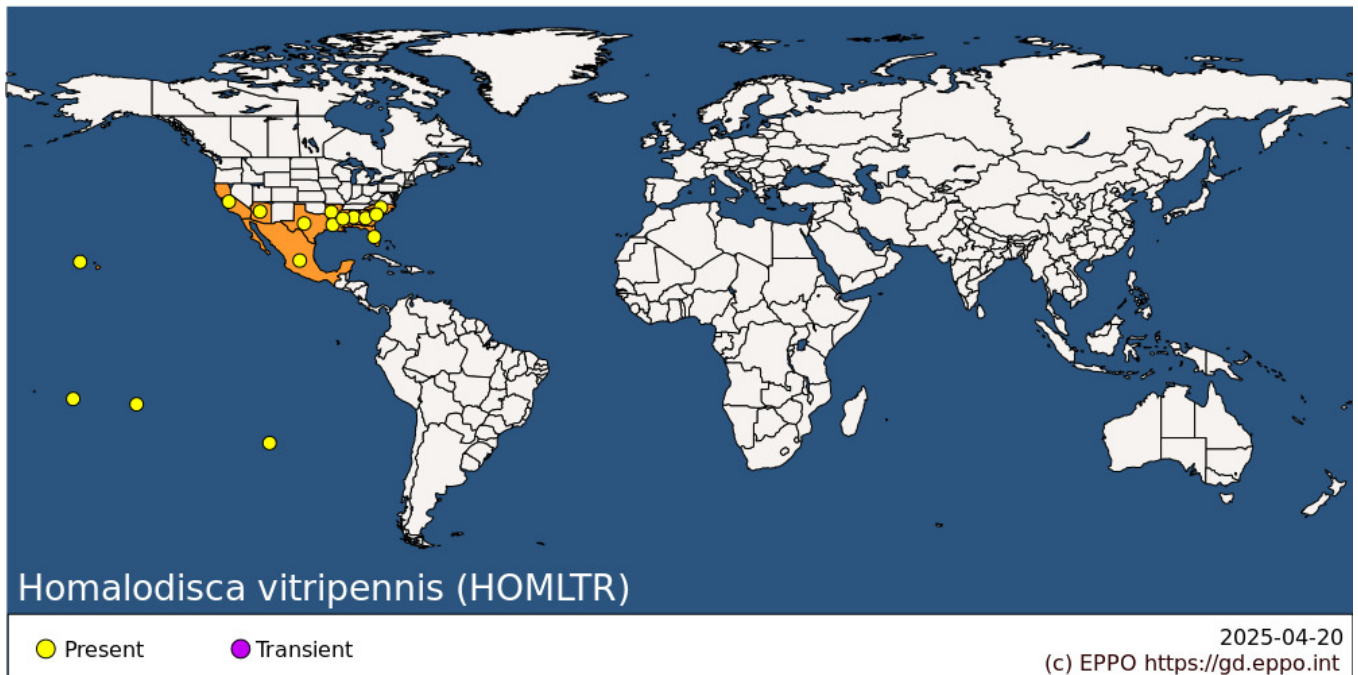 Homalodisca vitripennis (HOMLTR)
Present
Transient
2025-04-20
(c) EPPO https://gd.eppo.int